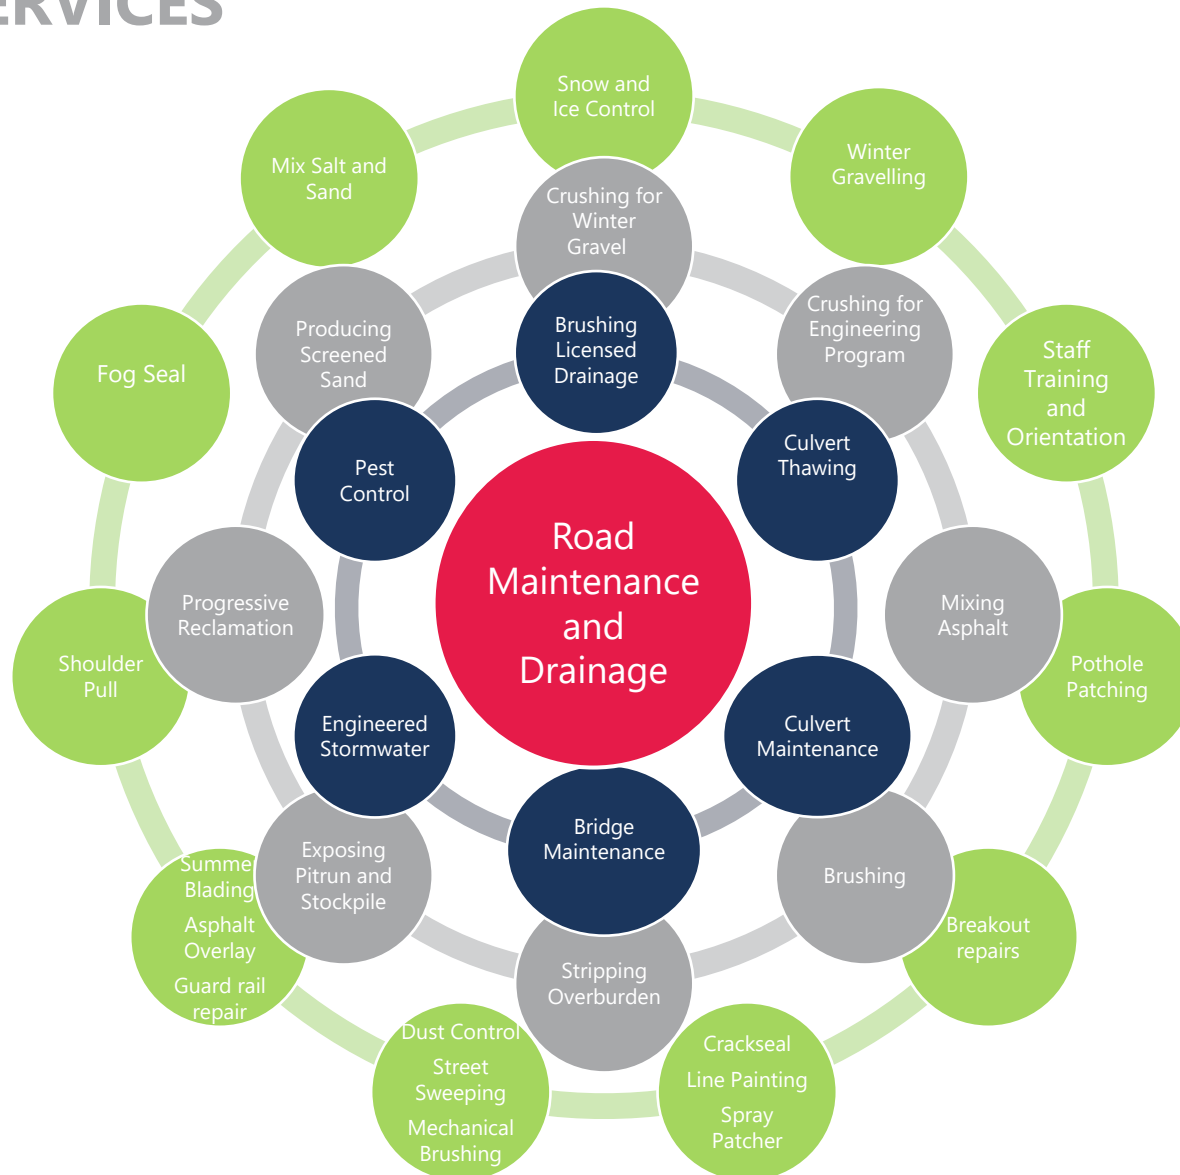 ERVICES
Snow and
Ice Control
Winter
Gravelling
Staff
Training
and
Orientation
Pothole
Patching
Breakout
repairs
Crackseal
Line Painting
Spray
Patcher
Dust Control
Street
Sweeping
Mechanical
Brushing
Summe
Blading
Asphalt
Overlay
Guard rail
repair
Shoulder
Pull
Fog Seal
Mix Salt and
Sand
Crushing for
Winter
Gravel
Crushing for
Engineering
Program
Mixing
Asphalt
Brushing
Stripping
Overburden
Exposing
Pitrun and
Stockpile
Progressive
Reclamation
Producing
Screened
Sand
Brushing
Licensed
Drainage
Culvert
Thawing
Culvert
Maintenance
Bridge
Maintenance
Engineered
Stormwater
Pest
Control
Road
Maintenance
and
Drainage